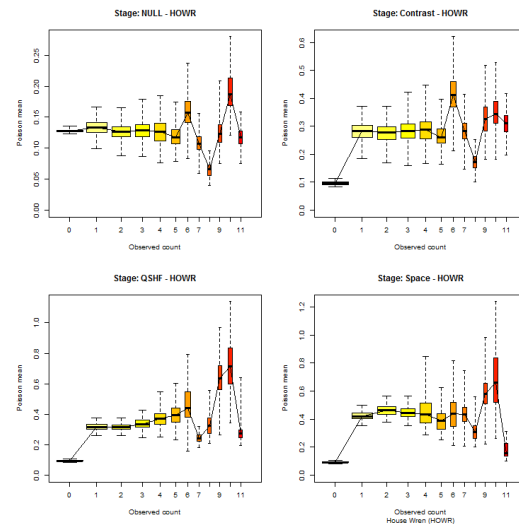 Stage: NULL - HOWR
Poisson mean
0.25
0.20
0.15
0.10
0.05
0.00
0 1 2 3 4 5 6 7 9 11
Observed count
Stage: Contrast - HOWR
Poisson mean
0.6
0.5
0.4
0.3
0.2
0.1
0.0
0 1 2 3 4 5 6 7 9 11
Observed count
Stage: QSHF - HOWR
Poisson mean
1.0
0.8
0.6
0.4
0.2
0.0
0 1 2 3 4 5 6 7 9 11
Observed count
Stage: Space - HOWR
Poisson mean
1.2
1.0
0.8
0.6
0.4
0.2
0.0
0 1 2 3 4 5 6 7 9 11
Observed count
House Wren (HOWR)